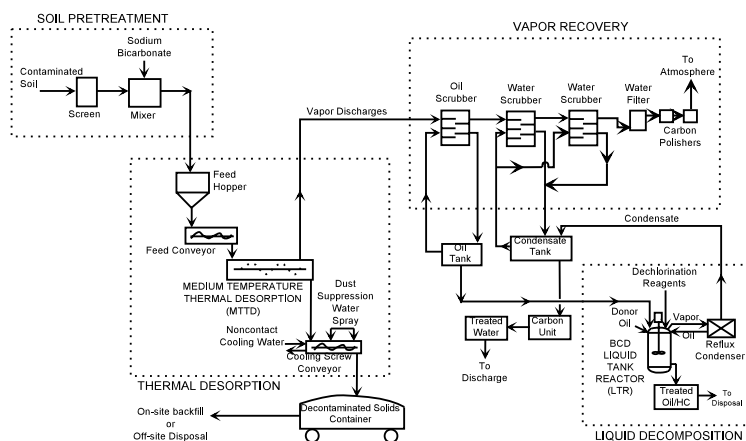 SOIL PRETREATMENT
Sodium
Bicarbonate
Contaminated
Soil
Screen
Mixer
VAPOR RECOVERY
Oil
Scrubber
Water
Scrubber
Water
Scrubber
Water
Filter
To
Atmosphere
Carbon
Polishers
Vapor Discharges
Feed
Hopper
Feed Conveyor
MEDIUM TEMPERATURE
THERMAL DESORPTION
(MTTD)
Dust
Suppression
Water
Spray
Noncontact
Cooling Water
Cooling Screw
Conveyor
THERMAL DESORPTION
Decontaminated Solids
Container
On-site backfill
or
Off-site Disposal
Oil
Tank
Condensate
Tank
Condensate
Treated
Water
Carbon
Unit
To
Discharge
Dechlorination
Reagents
Donor
Oil
Vapor
Oil
Reflux
Condenser
BCD
LIQUID
TANK
REACTOR
(LTR)
Treated
Oil/HC
To
Disposal
LIQUID DECOMPOSITION